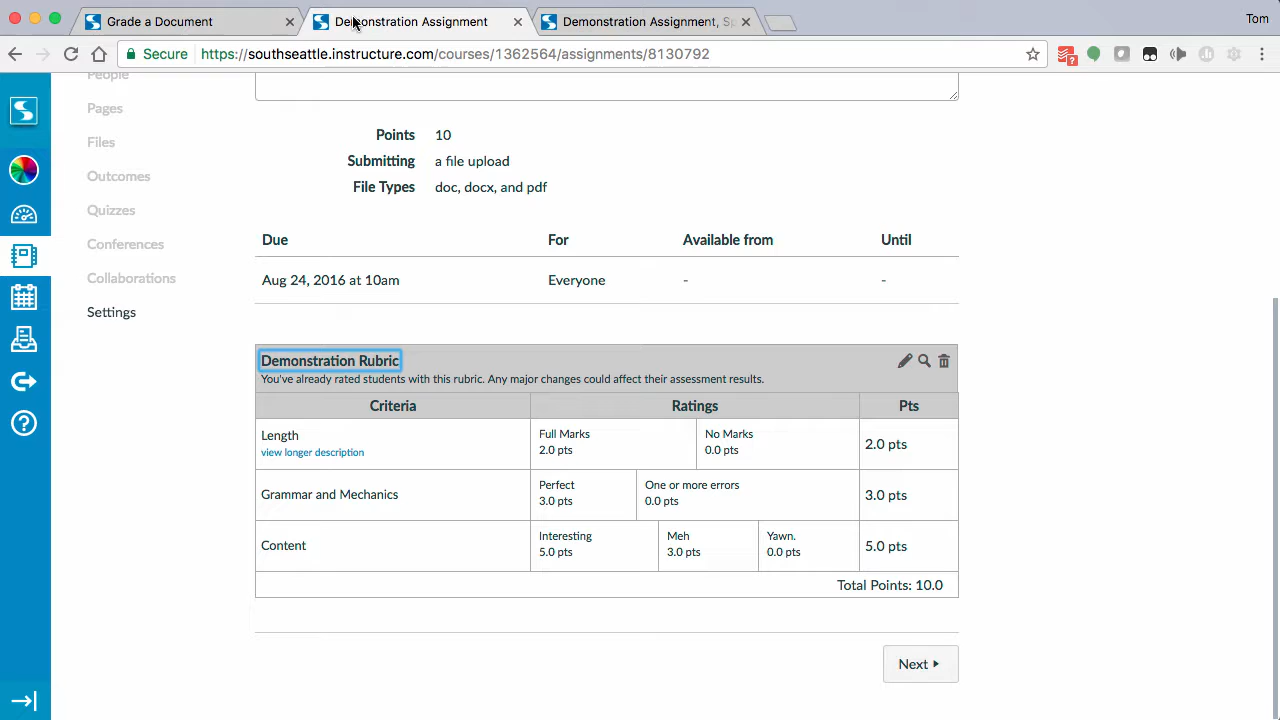 Grade a Document
Demonstration Assignment
Demonstration Assignment, Sp
Tom
Secure
https://southseattle.instructure.com/courses/1362564/assignments/8130792
People
Pages
Files
Outcomes
Quizzes
Conferences
Collaborations
Settings
Points 10
Submitting a file upload
File Types doc, docx, and pdf
Due For Available from Until
Aug 24, 2016 at 10am Everyone - -
Demonstration Rubric
You've already rated students with this rubric. Any major changes could affect their assessment results.
Criteria Ratings Pts
Length
view longer description
Full Marks
2.0 pts
No Marks
0.0 pts
2.0 pts
Grammar and Mechanics
Perfect
3.0 pts
One or more errors
0.0 pts
3.0 pts
Content
Interesting
5.0 pts
Meh
3.0 pts
Yawn.
0.0 pts
5.0 pts
Total Points: 10.0
Next